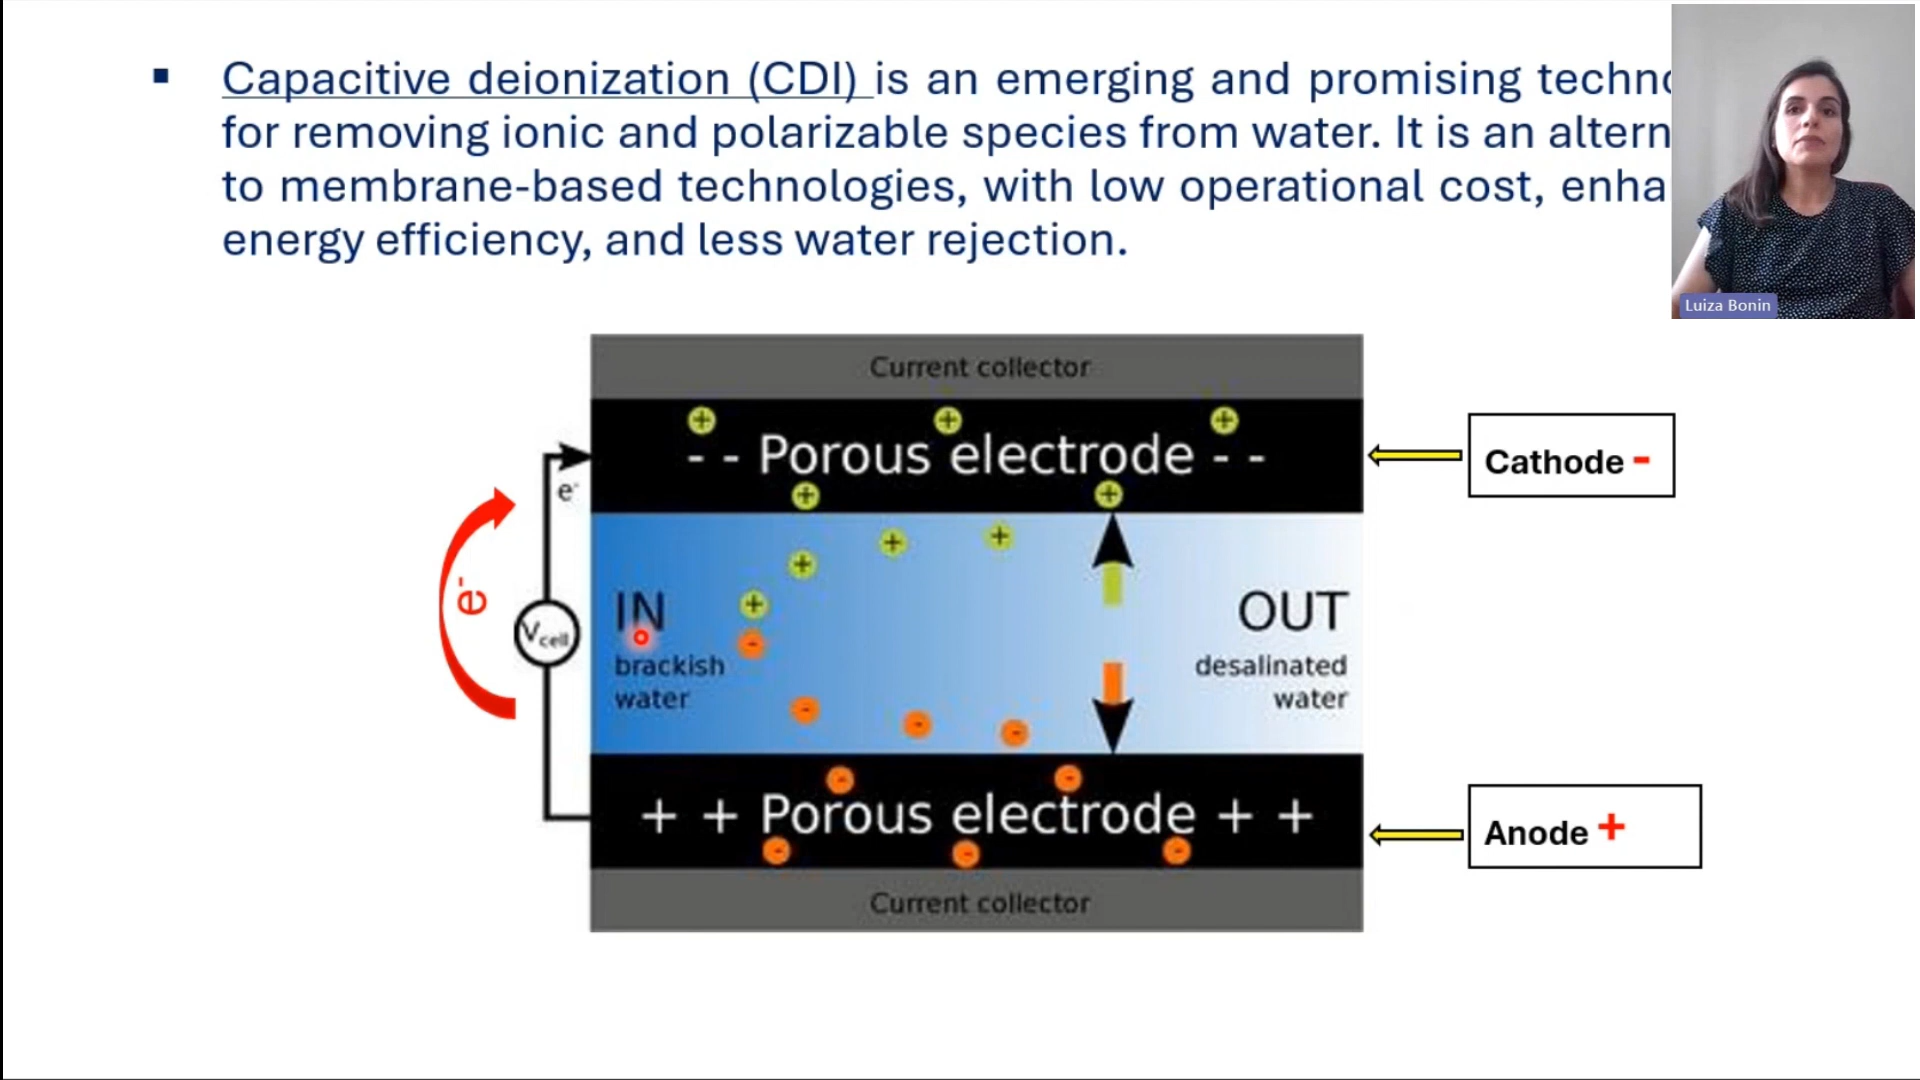 ▪ Capacitive deionization (CDI) is an emerging and promising techno
for removing ionic and polarizable species from water. It is an altern
to membrane-based technologies, with low operational cost, enha
energy efficiency, and less water rejection.
Luiza Bonin
Current collector
- - Porous electrode - -
Cathode -
e-
e-
Vcell
IN
brackish
water
OUT
desalinated
water
+ + Porous electrode + +
Anode +
Current collector